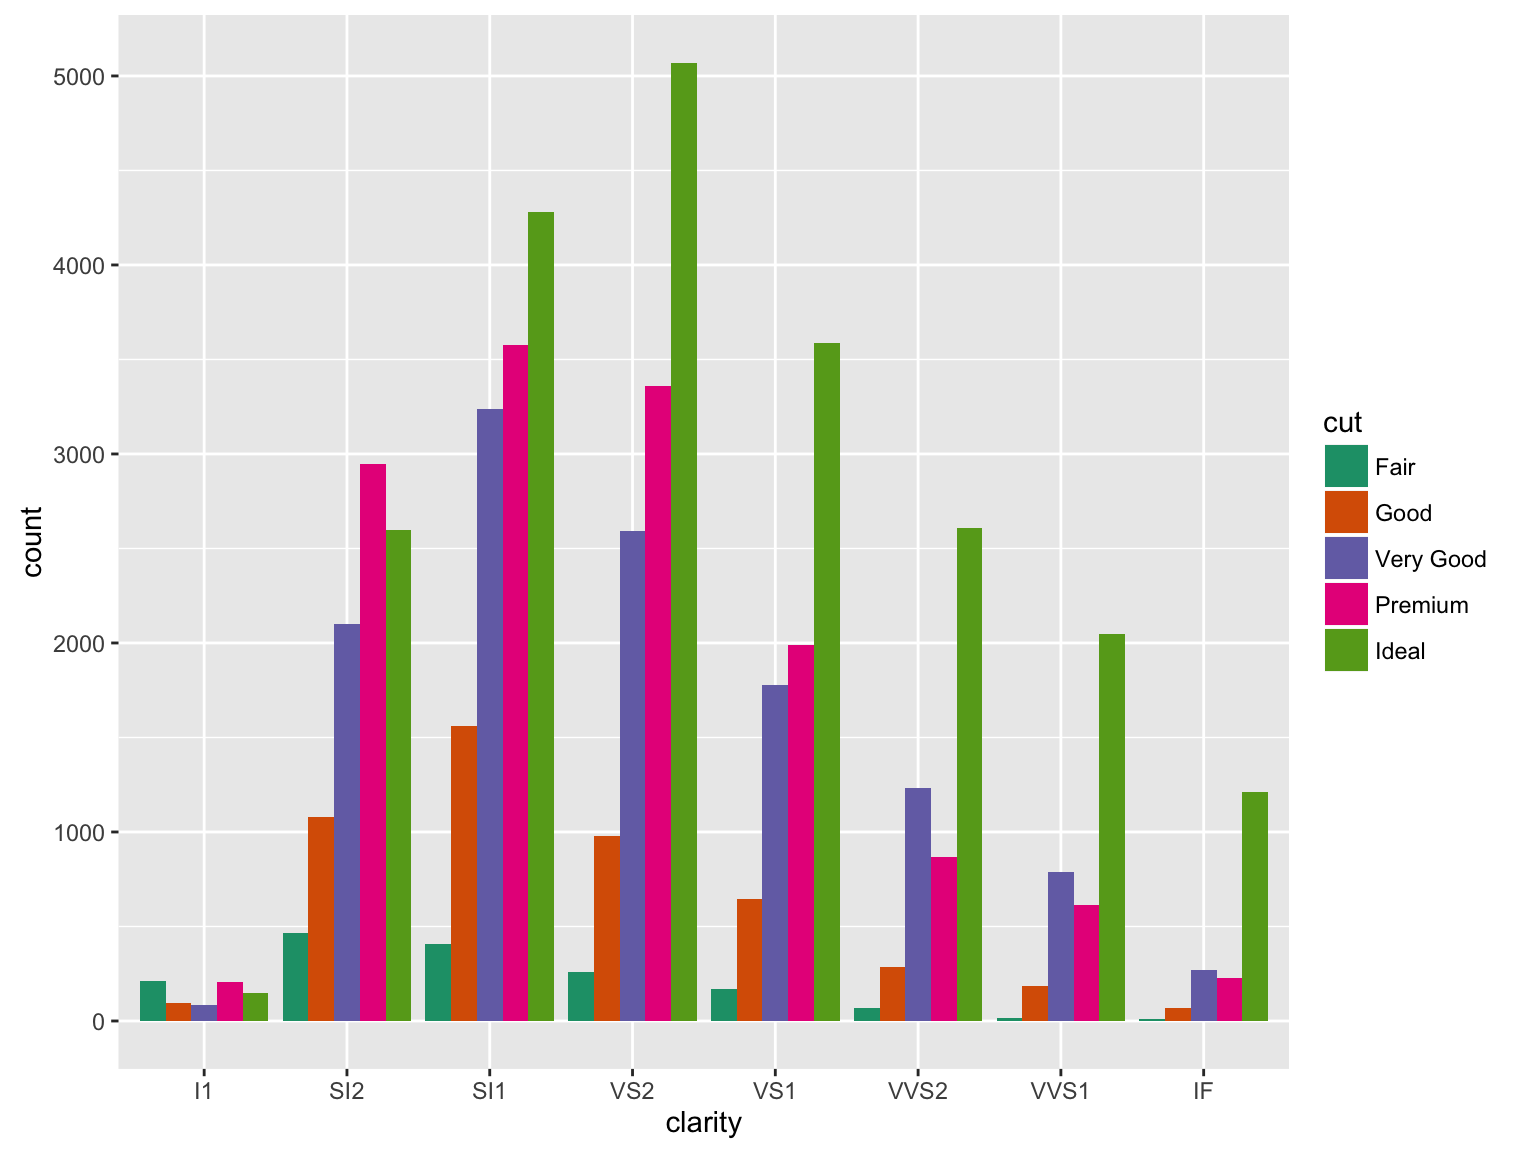 5000
4000
3000
2000
1000
0
count
I1 SI2 SI1 VS2 VS1 VVS2 VVS1 IF
clarity
cut
Fair
Good
Very Good
Premium
Ideal